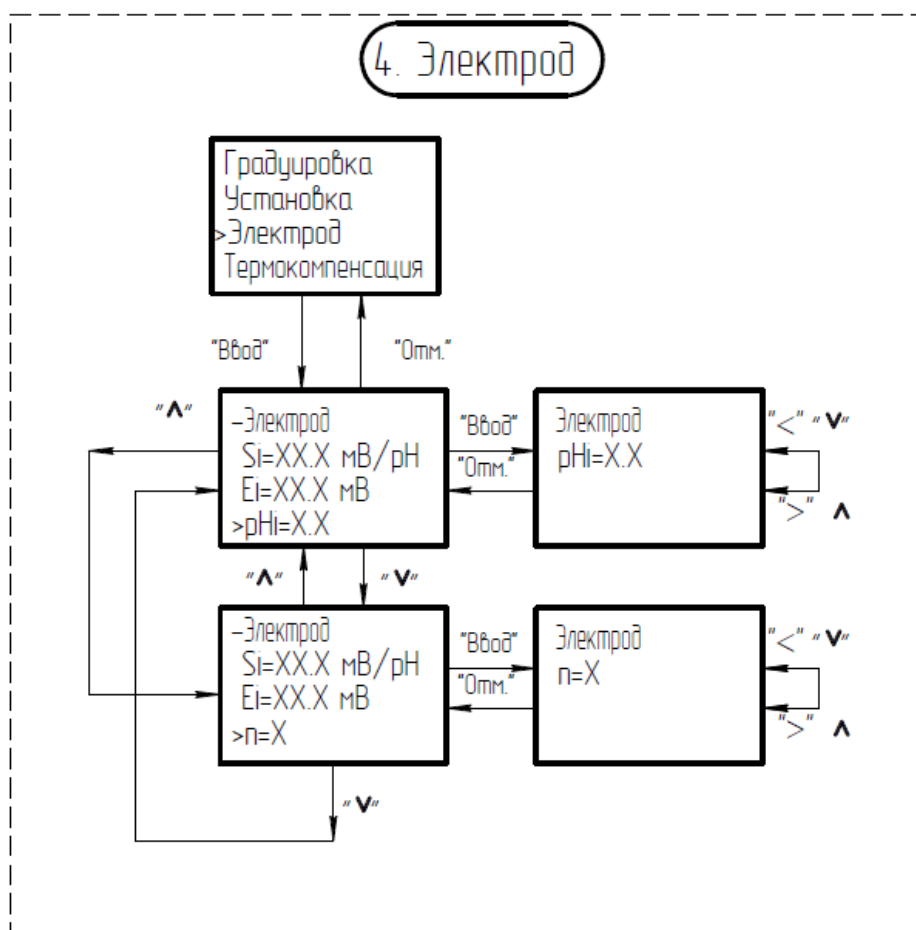 4. Электрод
Градуировка
Установка
>Электрод
Термокомпенсация
"Ввод"
"Отм."
"Λ"
–Электрод
Si=XX.X мВ/pH
Ei=XX.X мВ
>pHi=X.X
"Ввод"
"Отм."
Электрод
pHi=X.X
"<" "V"
">" Λ
"Λ"
"V"
–Электрод
Si=XX.X мВ/pH
Ei=XX.X мВ
>n=X
"Ввод"
"Отм."
Электрод
n=X
"<" "V"
">" Λ
"V"